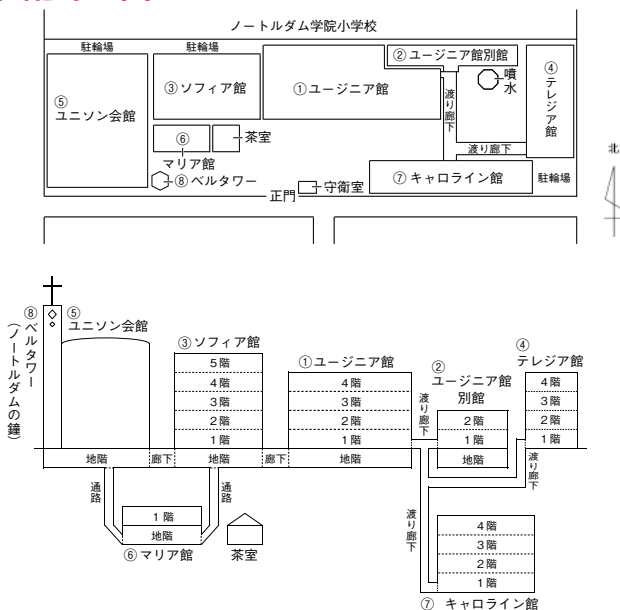 ノートルダム学院小学校
駐輪場
駐輪場
②ユージニア館別館
③ソフィア館
①ユージニア館
噴水
④テレジア館
⑤
ユニソン会館
渡り廊下
⑥
茶室
マリア館
渡り廊下
⑧ベルタワー
⑦キャロライン館
駐輪場
守衛室
正門
北
⑧ベルタワー
(ノートルダムの鐘)
⑤
ユニソン会館
③ソフィア館
5階
4階
3階
2階
1階
①ユージニア館
4階
3階
2階
1階
渡り廊下
②
ユージニア館
別館
2階
1階
地階
④
テレジア館
4階
3階
2階
1階
地階
廊下
地階
廊下
地階
渡り廊下
通路
通路
1階
地階
⑥マリア館
茶室
渡り廊下
4階
3階
2階
1階
⑦ キャロライン館